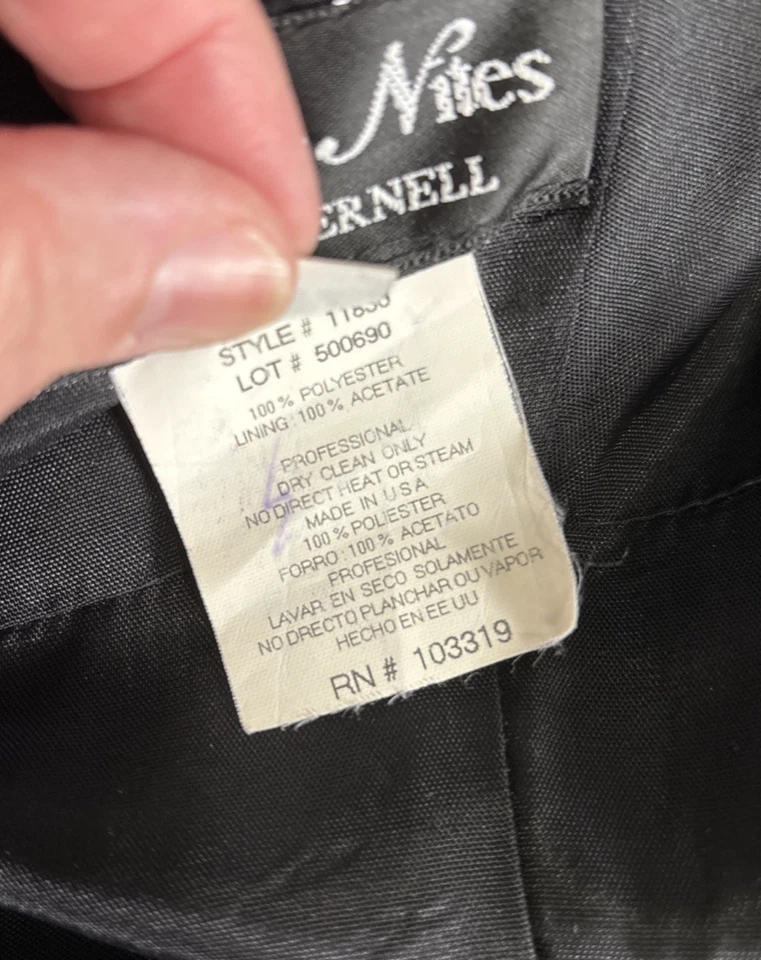 Nites
ERNELL
STYLE # 11830
LOT # 500690
100% POLYESTER
LINING: 100% ACETATE
PROFESSIONAL
DRY CLEAN ONLY
NO DIRECT HEAT OR STEAM
MADE IN U S A
100% POLIESTER
FORRO: 100% ACETATO
PROFESIONAL
LAVAR EN SECO SOLAMENTE
NO DIRECTO PLANCHAR OU VAPOR
HECHO EN EE UU
RN # 103319